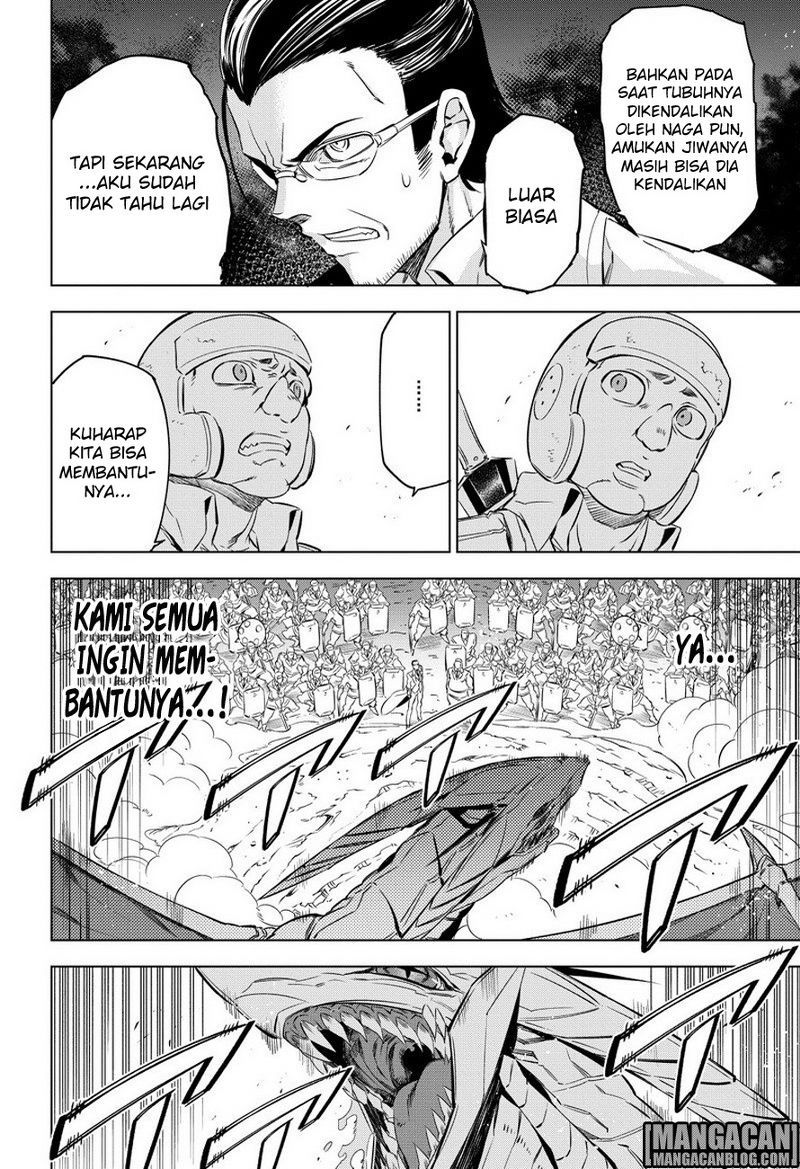 BAHKAN PADA
SAAT TUBUHNYA
DIKENDALIKAN
OLEH NAGA PUN,
AMUKAN JIWANYA
MASIH BISA DIA
KENDALIKAN
LUAR
BIASA
TAPI SEKARANG
...AKU SUDAH
TIDAK TAHU LAGI
........
KUHARAP
KITA BISA
MEMBANTU-
NYA...
YA...
KAMI SEMUA
INGIN MEM-
BANTUNYA...!
MANGACAN
MANGACANBLOG.COM